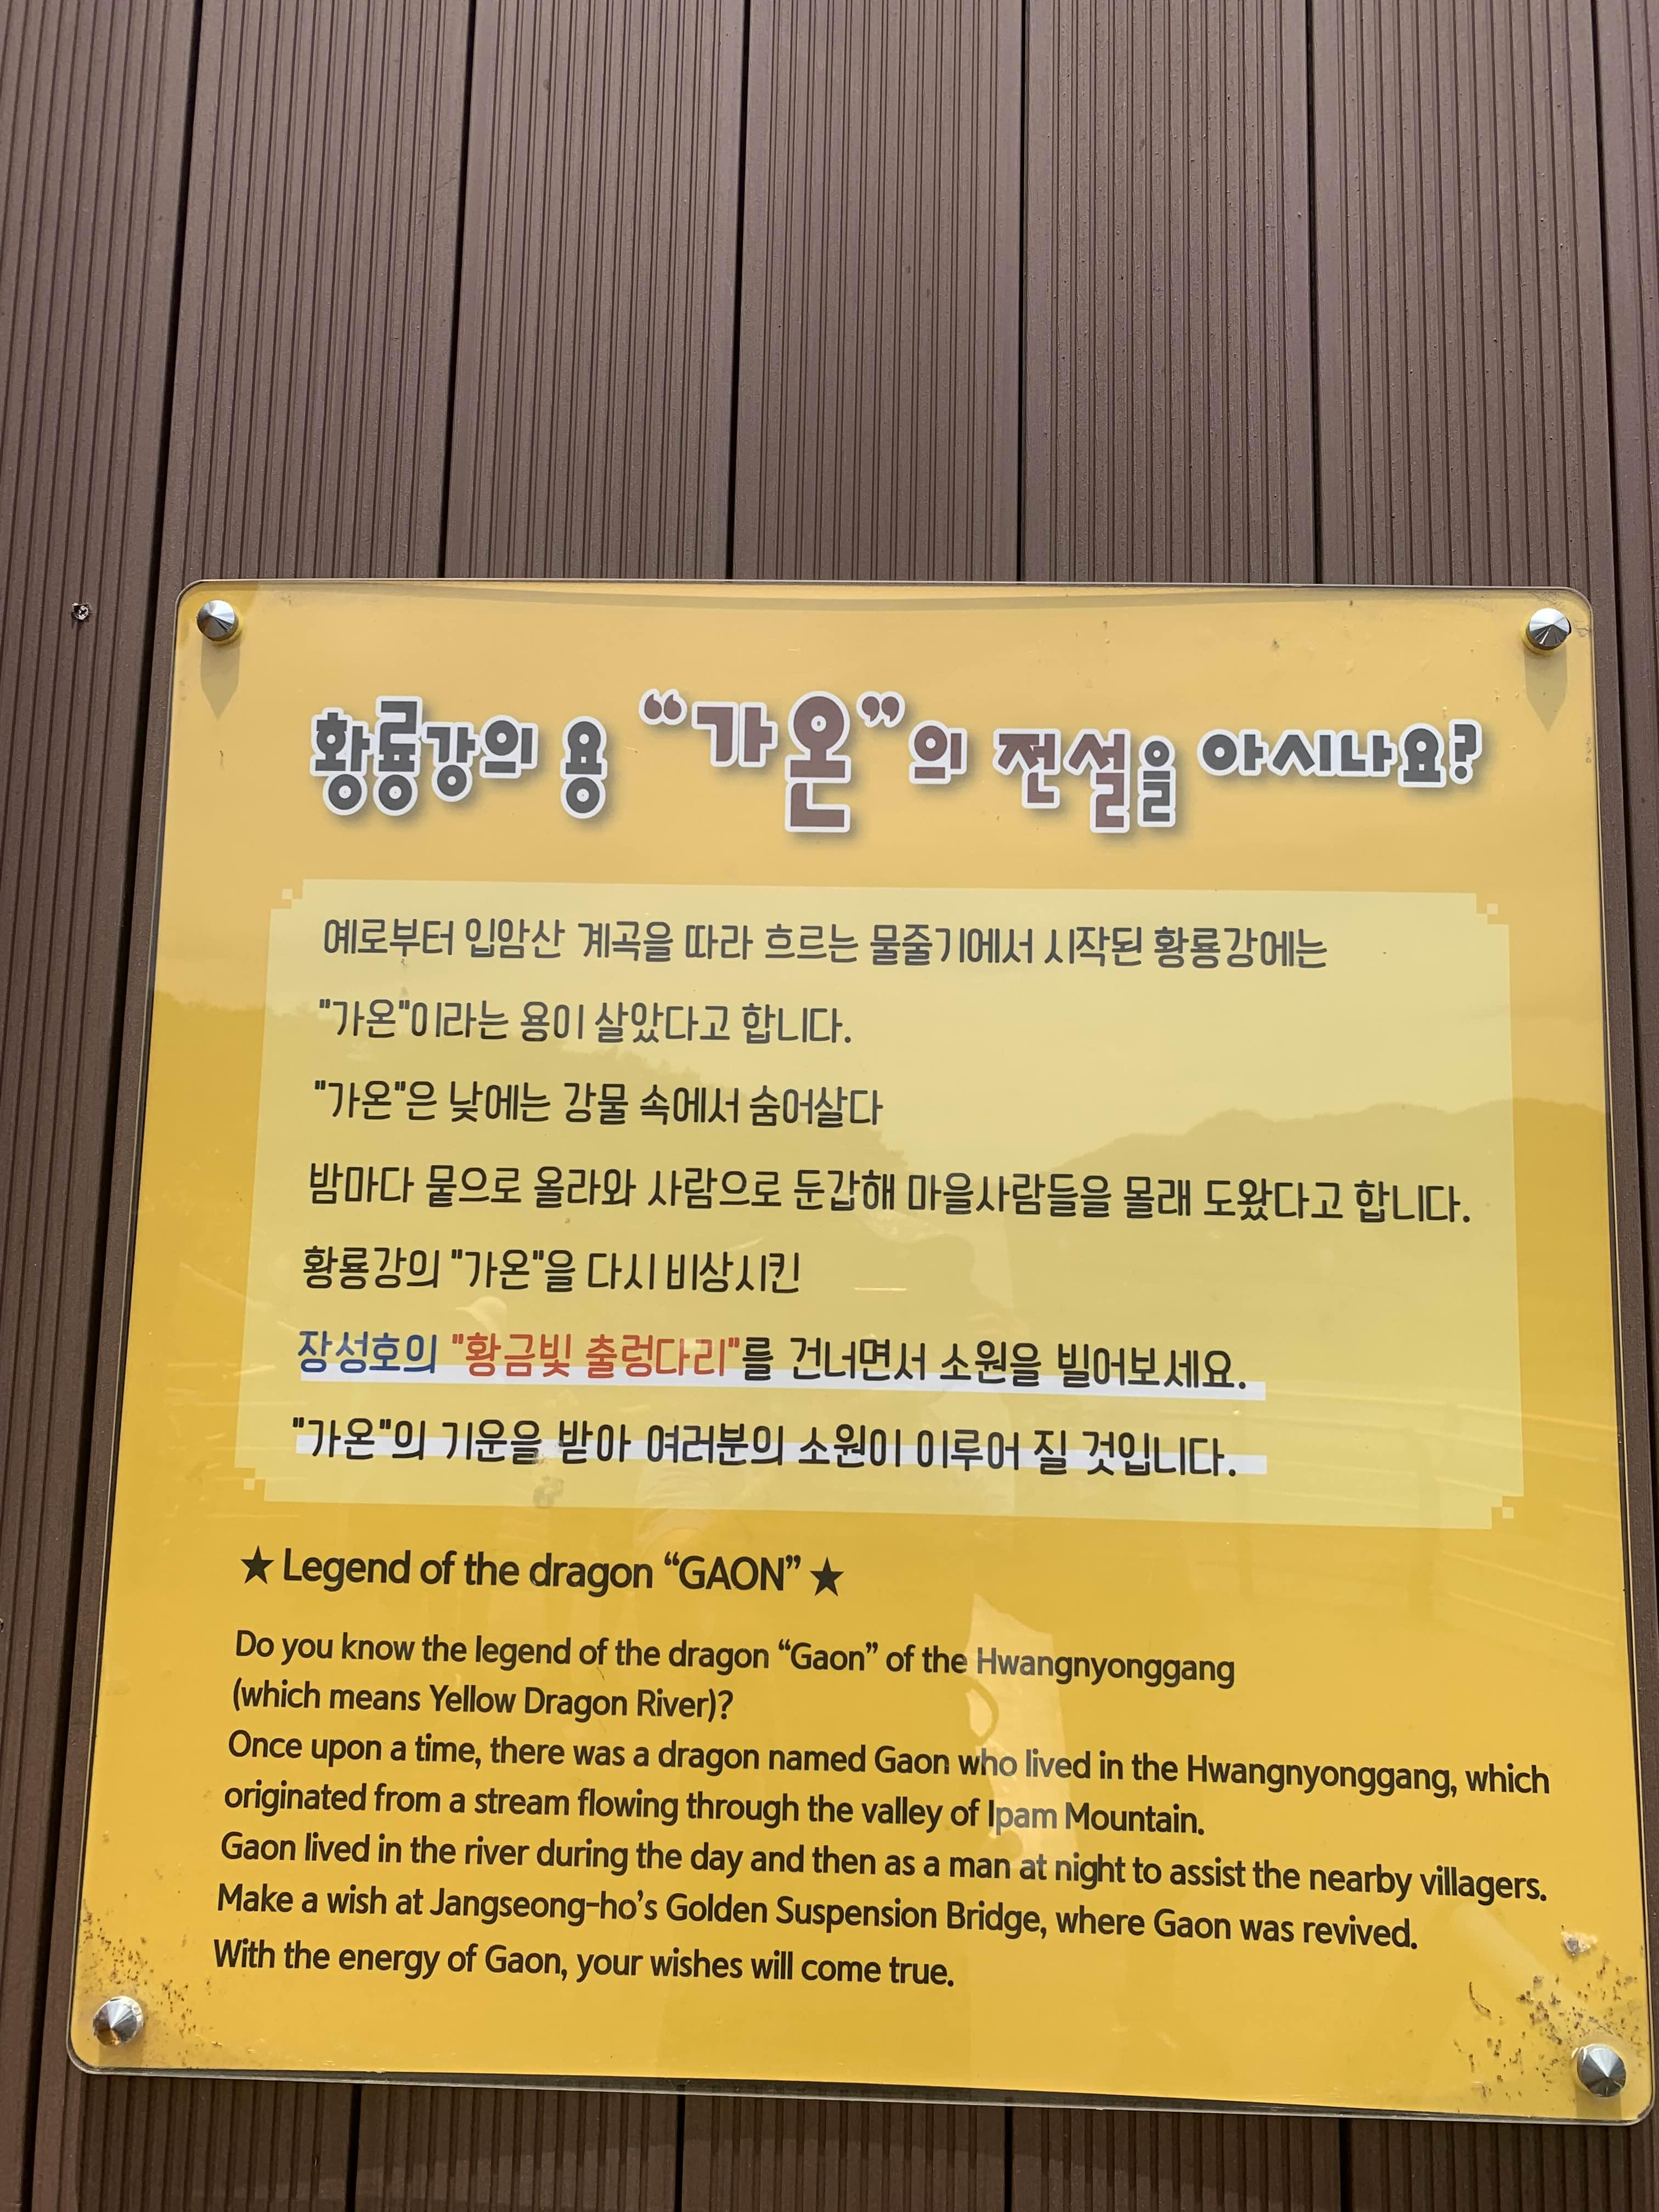 황룡강의 용 “가온”의 전설을 아시나요?
예로부터 입암산 계곡을 따라 흐르는 물줄기에서 시작된 황룡강에는
"가온"이라는 용이 살았다고 합니다.
"가온"은 낮에는 강물 속에서 숨어살다
밤마다 뭍으로 올라와 사람으로 둔갑해 마을사람들을 몰래 도왔다고 합니다.
황룡강의 "가온"을 다시 비상시킨
장성호의 "황금빛 출렁다리"를 건너면서 소원을 빌어보세요.
"가온"의 기운을 받아 여러분의 소원이 이루어 질 것입니다.
★ Legend of the dragon “GAON” ★
Do you know the legend of the dragon “Gaon” of the Hwangnyonggang
(which means Yellow Dragon River)?
Once upon a time, there was a dragon named Gaon who lived in the Hwangnyonggang, which
originated from a stream flowing through the valley of Ipam Mountain.
Gaon lived in the river during the day and then as a man at night to assist the nearby villagers.
Make a wish at Jangseong-ho’s Golden Suspension Bridge, where Gaon was revived.
With the energy of Gaon, your wishes will come true.